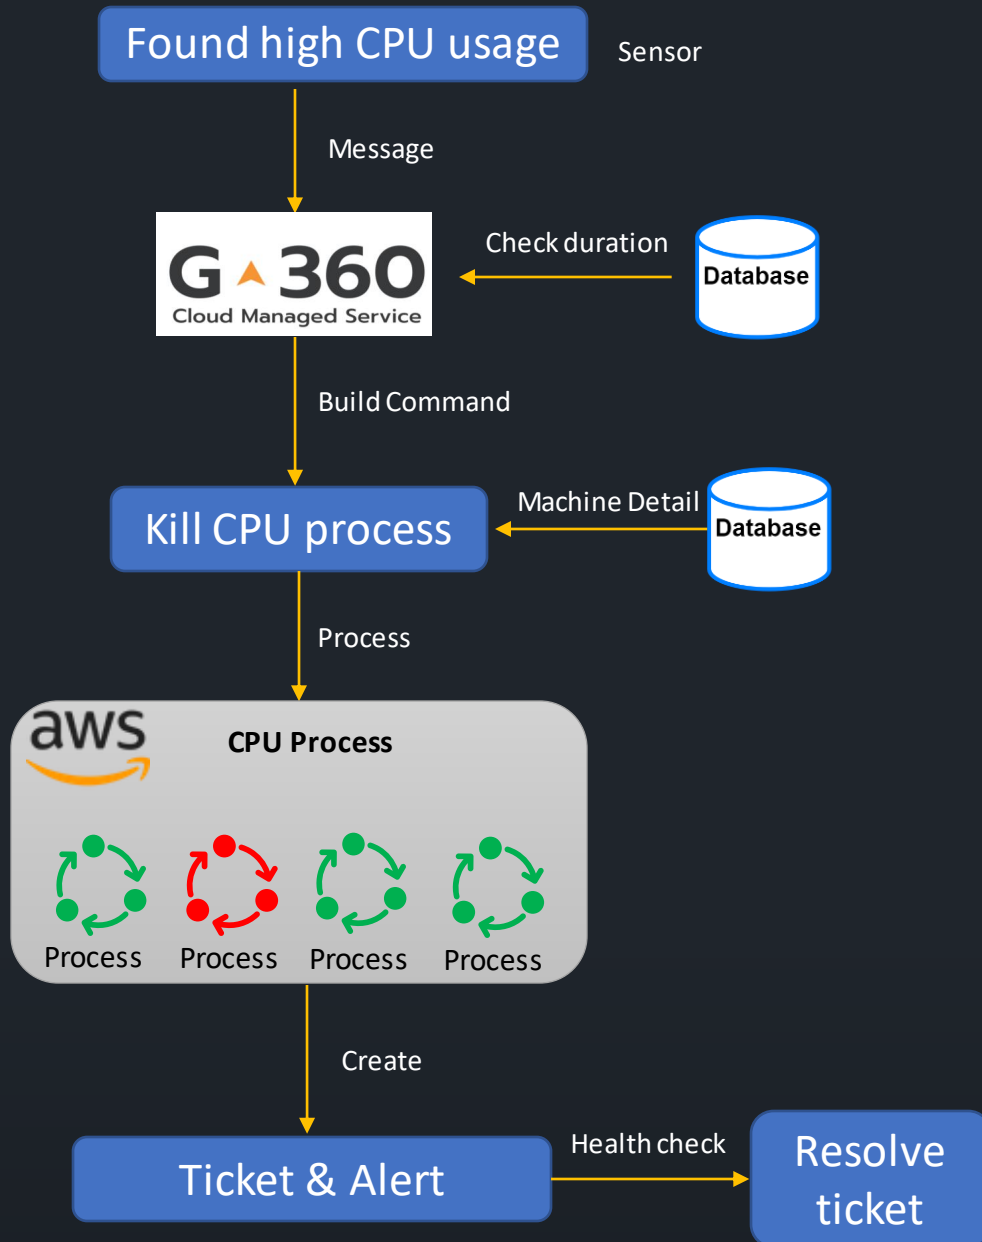 Found high CPU usage
Sensor
Message
G 360
Cloud Managed Service
Check duration
Database
Build Command
Kill CPU process
Machine Detail
Database
Process
aws
CPU Process
Process
Process
Process
Process
Create
Ticket & Alert
Health check
Resolve
ticket